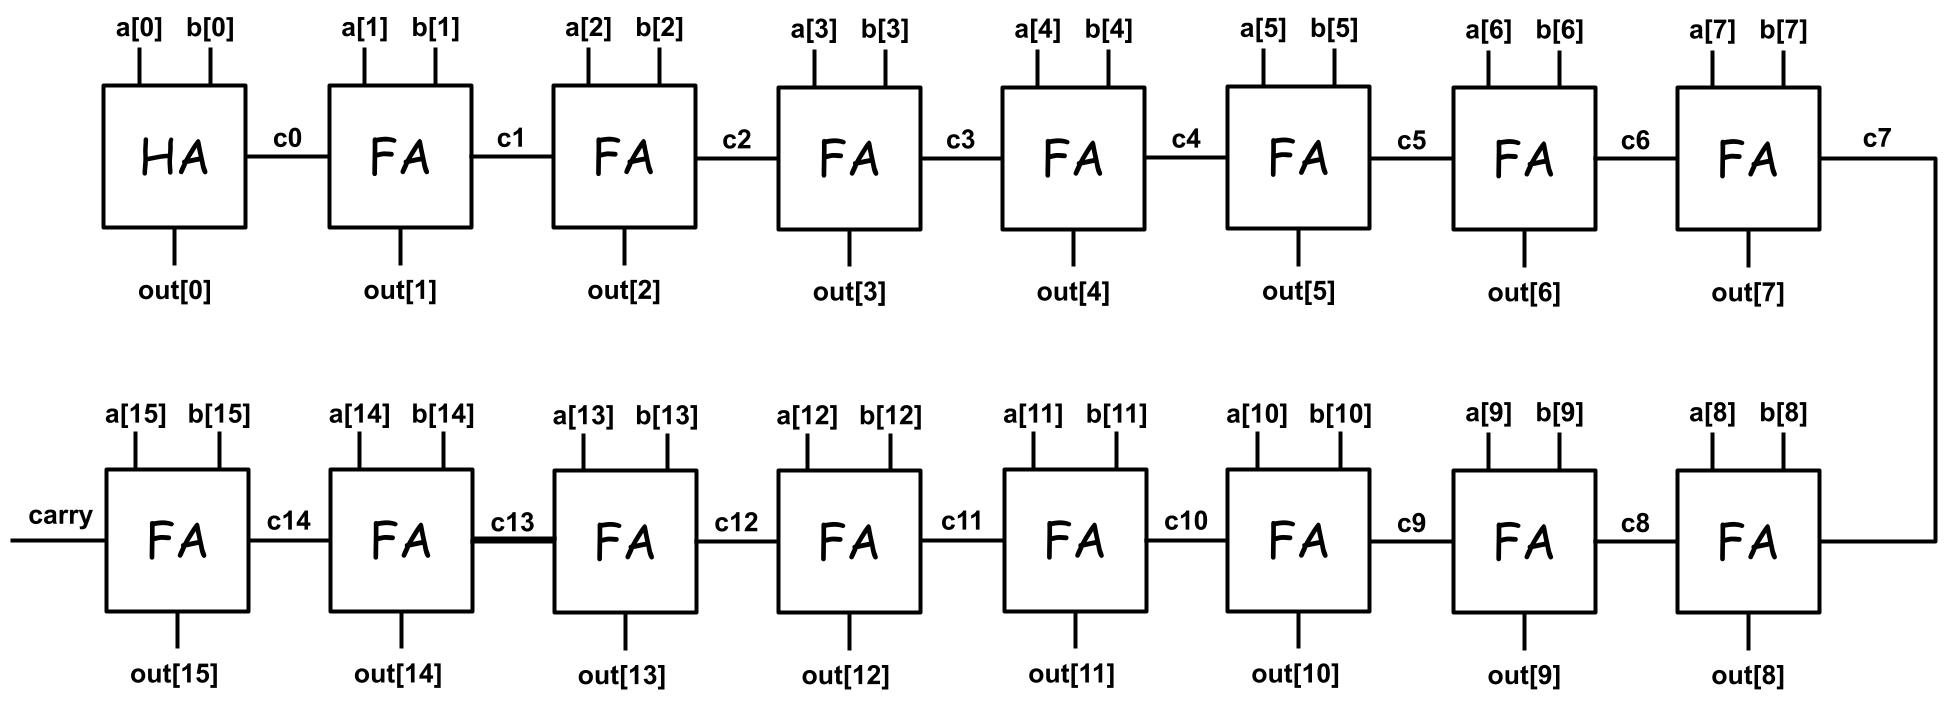 a[0] b[0] a[1] b[1] a[2] b[2] a[3] b[3] a[4] b[4] a[5] b[5] a[6] b[6] a[7] b[7]
HA c0 FA c1 FA c2 FA c3 FA c4 FA c5 FA c6 FA c7
out[0] out[1] out[2] out[3] out[4] out[5] out[6] out[7]
a[15] b[15] a[14] b[14] a[13] b[13] a[12] b[12] a[11] b[11] a[10] b[10] a[9] b[9] a[8] b[8]
carry FA c14 FA c13 FA c12 FA c11 FA c10 FA c9 FA c8 FA
out[15] out[14] out[13] out[12] out[11] out[10] out[9] out[8]